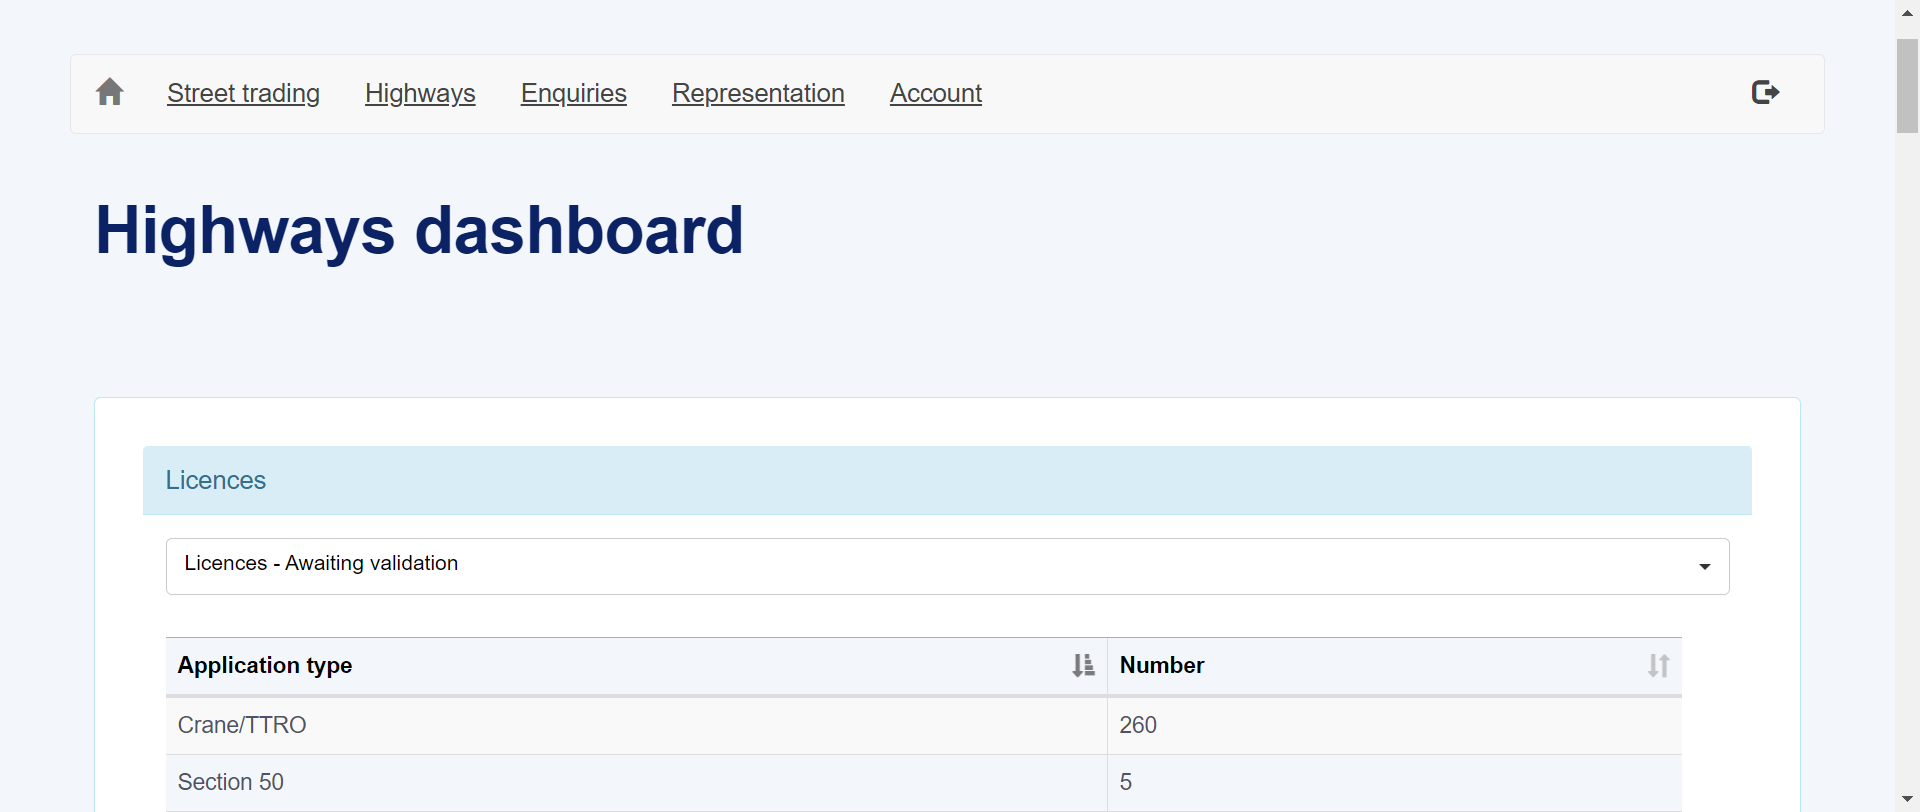 Street trading Highways Enquiries Representation Account
Highways dashboard
Licences
Licences - Awaiting validation
Application type Number
Crane/TTRO 260
Section 50 5